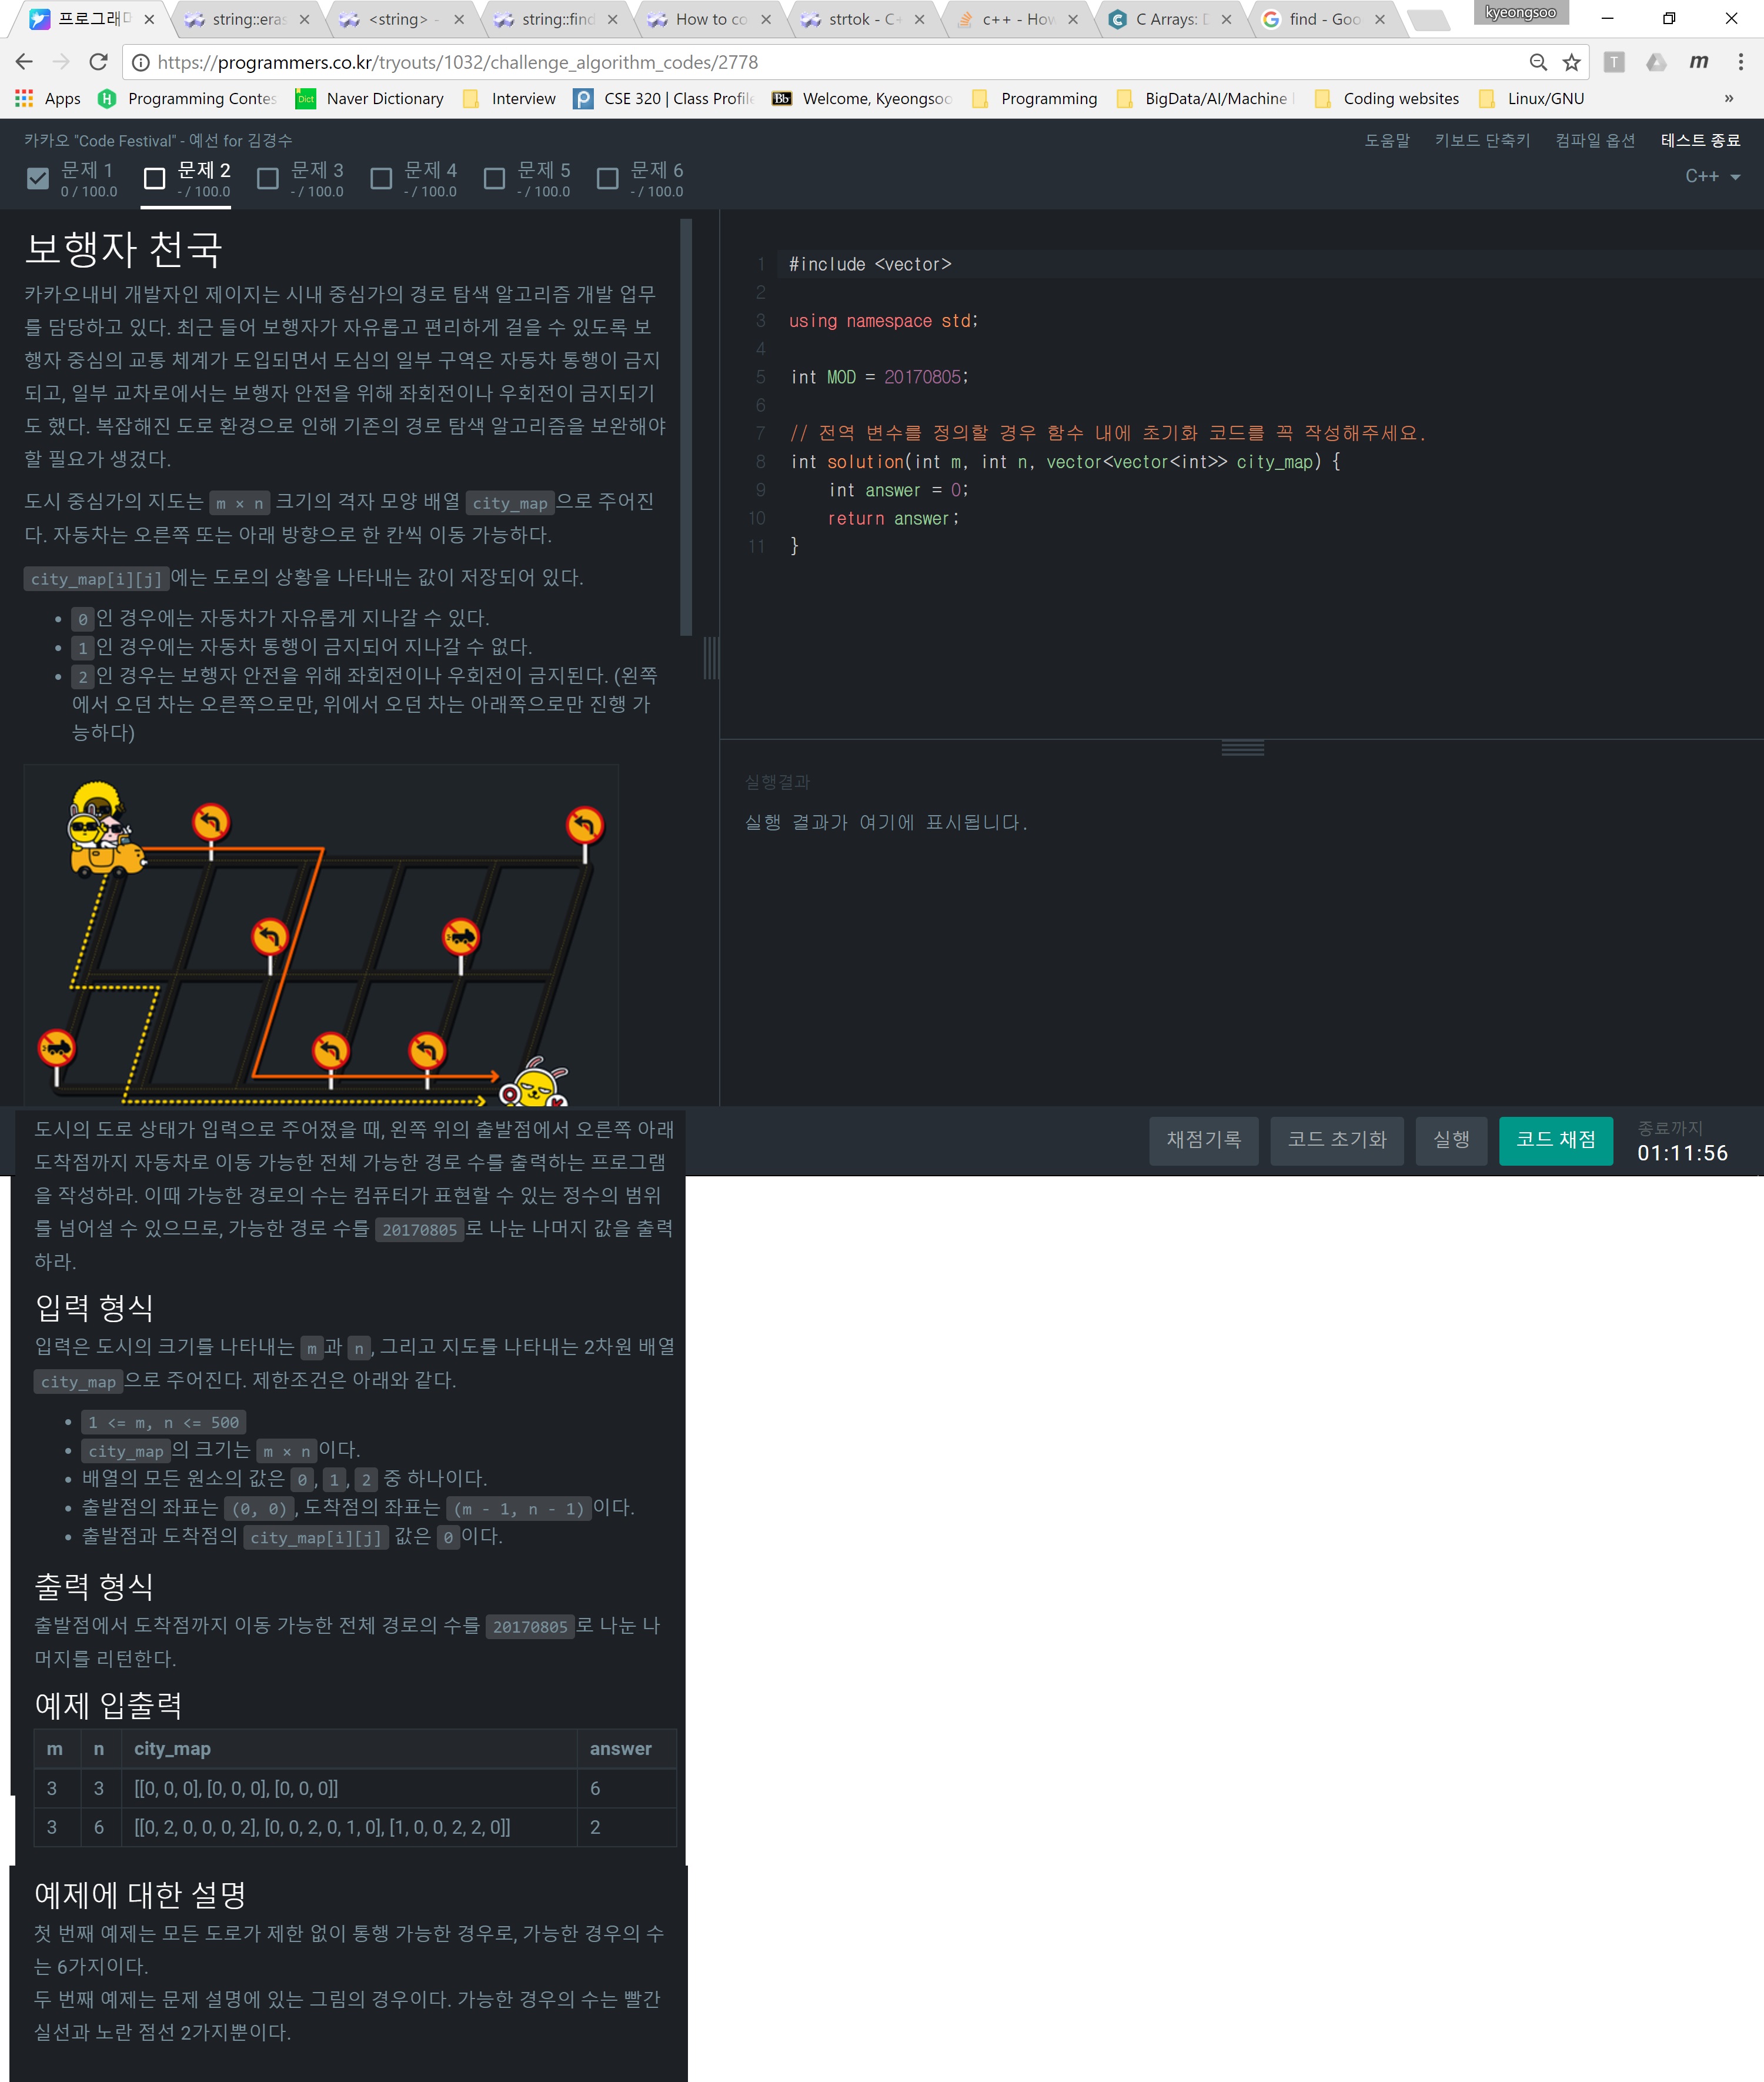 kyeongsoo
프로그래머
string::eras
<string> -
string::find
How to co
strtok - C+
c++ - How
C Arrays: D
find - Goo
https://programmers.co.kr/tryouts/1032/challenge_algorithm_codes/2778
T
m
Apps
Programming Contes
Naver Dictionary
Interview
CSE 320 | Class Profile
Welcome, Kyeongsoo
Programming
BigData/AI/Machine
Coding websites
Linux/GNU
»
카카오 "Code Festival" - 예선 for 김경수
도움말 키보드 단축키 컴파일 옵션 테스트 종료
문제 1 문제 2 문제 3 문제 4 문제 5 문제 6
0 / 100.0 - / 100.0 - / 100.0 - / 100.0 - / 100.0 - / 100.0
C++
보행자 천국
카카오내비 개발자인 제이지는 시내 중심가의 경로 탐색 알고리즘 개발 업무
를 담당하고 있다. 최근 들어 보행자가 자유롭고 편리하게 걸을 수 있도록 보
행자 중심의 교통 체계가 도입되면서 도심의 일부 구역은 자동차 통행이 금지
되고, 일부 교차로에서는 보행자 안전을 위해 좌회전이나 우회전이 금지되기
도 했다. 복잡해진 도로 환경으로 인해 기존의 경로 탐색 알고리즘을 보완해야
할 필요가 생겼다.
도시 중심가의 지도는 m × n 크기의 격자 모양 배열 city_map으로 주어진
다. 자동차는 오른쪽 또는 아래 방향으로 한 칸씩 이동 가능하다.
city_map[i][j]에는 도로의 상황을 나타내는 값이 저장되어 있다.
• 0인 경우에는 자동차가 자유롭게 지나갈 수 있다.
• 1인 경우에는 자동차 통행이 금지되어 지나갈 수 없다.
• 2인 경우는 보행자 안전을 위해 좌회전이나 우회전이 금지된다. (왼쪽
에서 오던 차는 오른쪽으로만, 위에서 오던 차는 아래쪽으로만 진행 가
능하다)
1 #include <vector>
2
3 using namespace std;
4
5 int MOD = 20170805;
6
7 // 전역 변수를 정의할 경우 함수 내에 초기화 코드를 꼭 작성해주세요.
8 int solution(int m, int n, vector<vector<int>> city_map) {
9 int answer = 0;
10 return answer;
11 }
실행결과
실행 결과가 여기에 표시됩니다.
채점기록
코드 초기화
실행
코드 채점
종료까지
01:11:56
도시의 도로 상태가 입력으로 주어졌을 때, 왼쪽 위의 출발점에서 오른쪽 아래
도착점까지 자동차로 이동 가능한 전체 가능한 경로 수를 출력하는 프로그램
을 작성하라. 이때 가능한 경로의 수는 컴퓨터가 표현할 수 있는 정수의 범위
를 넘어설 수 있으므로, 가능한 경로 수를 20170805로 나눈 나머지 값을 출력
하라.
입력 형식
입력은 도시의 크기를 나타내는 m과 n, 그리고 지도를 나타내는 2차원 배열
city_map으로 주어진다. 제한조건은 아래와 같다.
• 1 <= m, n <= 500
• city_map의 크기는 m × n이다.
• 배열의 모든 원소의 값은 0, 1, 2 중 하나이다.
• 출발점의 좌표는 (0, 0), 도착점의 좌표는 (m - 1, n - 1)이다.
• 출발점과 도착점의 city_map[i][j] 값은 0이다.
출력 형식
출발점에서 도착점까지 이동 가능한 전체 경로의 수를 20170805로 나눈 나
머지를 리턴한다.
예제 입출력
m n city_map answer
3 3 [[0, 0, 0], [0, 0, 0], [0, 0, 0]] 6
3 6 [[0, 2, 0, 0, 0, 2], [0, 0, 2, 0, 1, 0], [1, 0, 0, 2, 2, 0]] 2
예제에 대한 설명
첫 번째 예제는 모든 도로가 제한 없이 통행 가능한 경우로, 가능한 경우의 수
는 6가지이다.
두 번째 예제는 문제 설명에 있는 그림의 경우이다. 가능한 경우의 수는 빨간
실선과 노란 점선 2가지뿐이다.